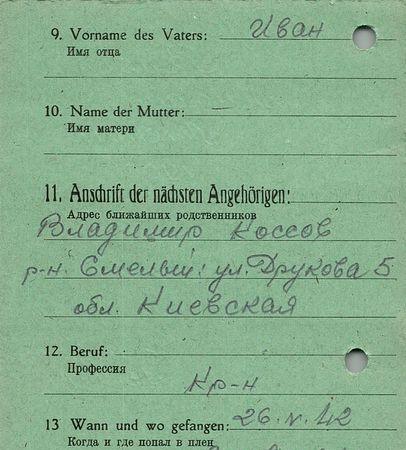 9. Vorname des Vaters: Иван
Имя отца
10. Name der Mutter:
Имя матери
11. Anschrift der nächsten Angehörigen:
Адрес ближайших родственников
Владимир Коссов
р-н. Емельи: ул. Друкова 5
обл. Киевская
12. Beruf:
Профессия
Кр-н
13 Wann und wo gefangen: 26.V.42
Когда и где попал в плен